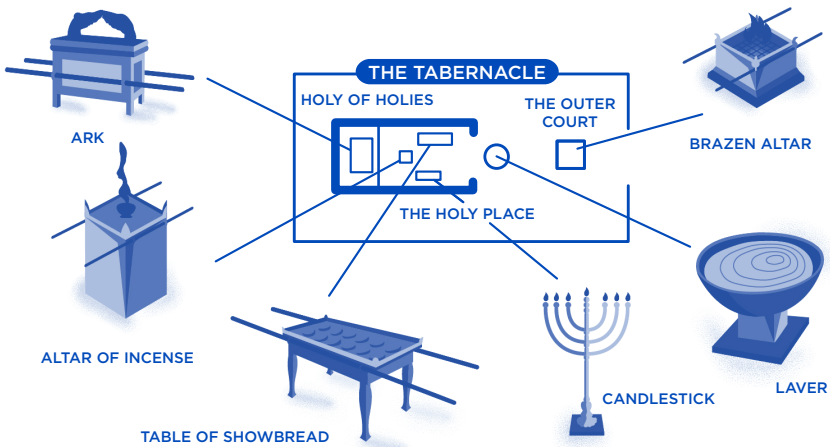 THE TABERNACLE
HOLY OF HOLIES
THE OUTER
COURT
ARK
BRAZEN ALTAR
THE HOLY PLACE
ALTAR OF INCENSE
LAVER
CANDLESTICK
TABLE OF SHOWBREAD